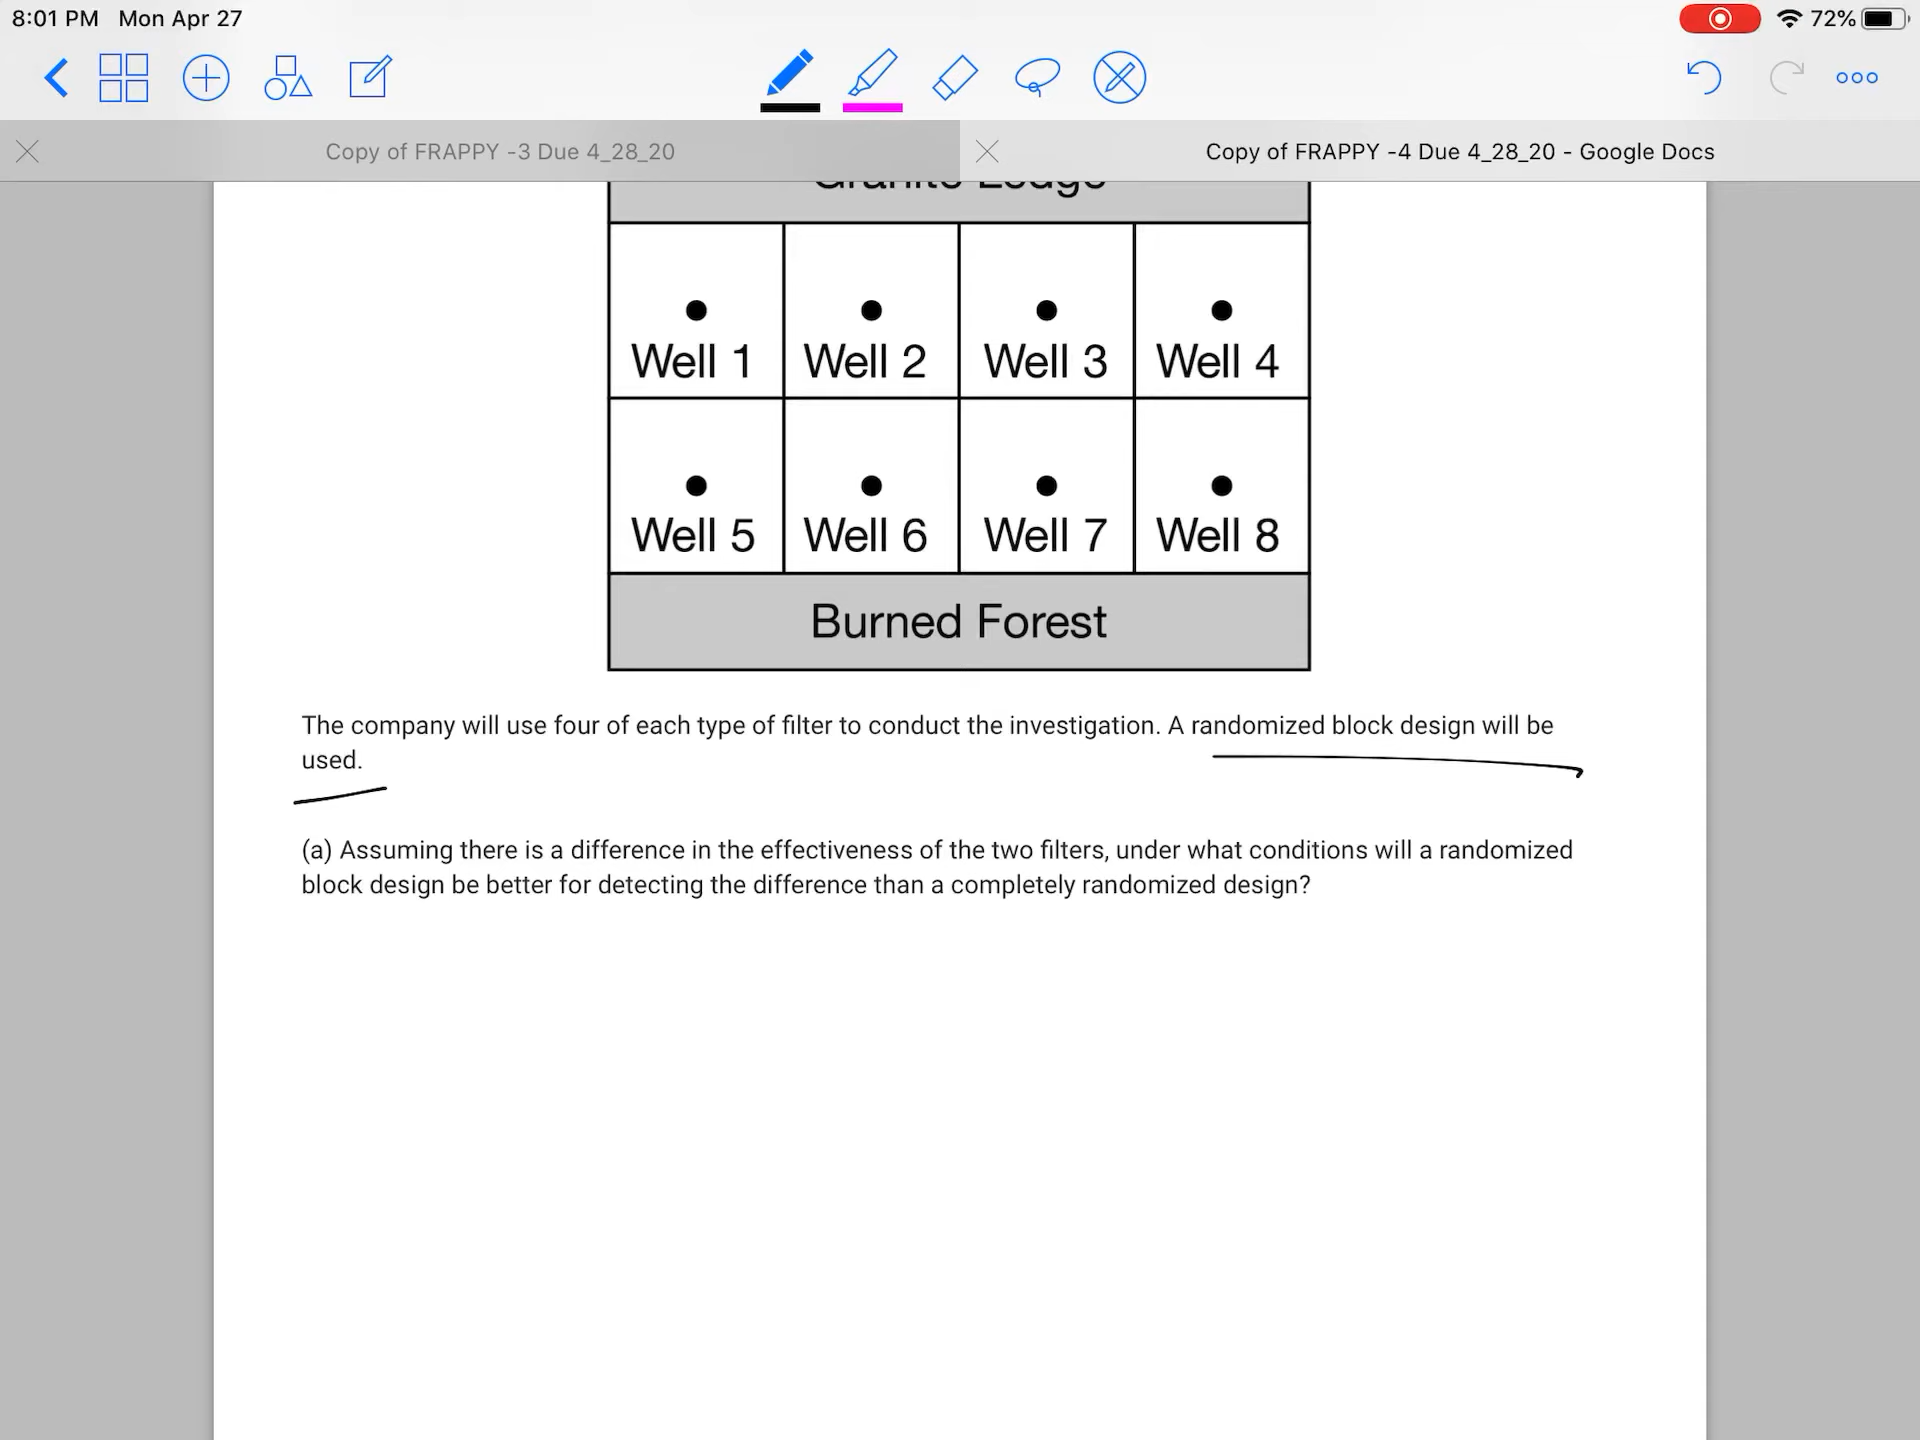 8:01 PM Mon Apr 27
72%
Copy of FRAPPY -3 Due 4_28_20
Copy of FRAPPY -4 Due 4_28_20 - Google Docs
Granite Ledge
Well 1 Well 2 Well 3 Well 4
Well 5 Well 6 Well 7 Well 8
Burned Forest
The company will use four of each type of filter to conduct the investigation. A randomized block design will be
used.
(a) Assuming there is a difference in the effectiveness of the two filters, under what conditions will a randomized
block design be better for detecting the difference than a completely randomized design?